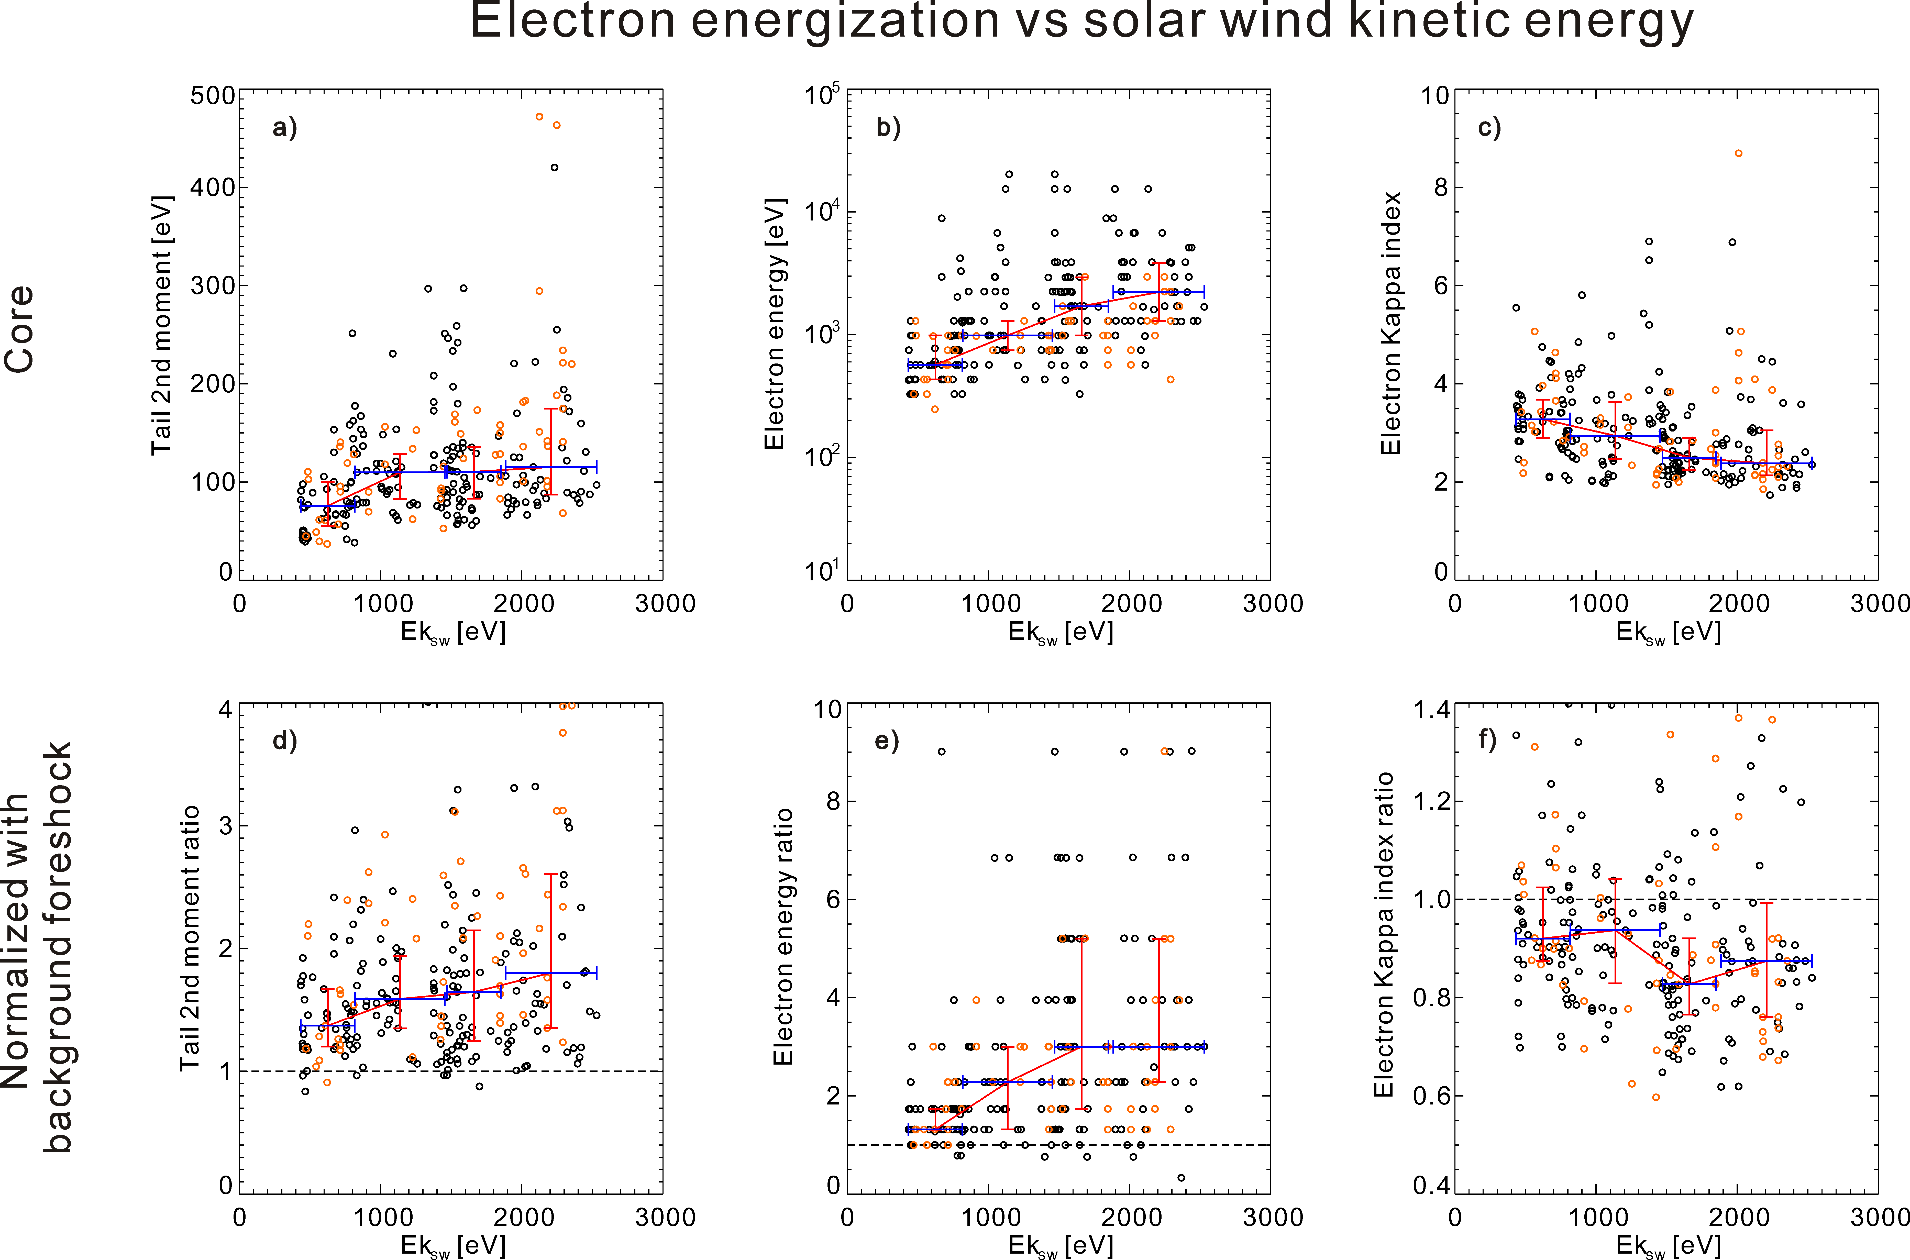 Electron energization vs solar wind kinetic energy
Core
a)
Tail 2nd moment [eV]
500
400
300
200
100
0
0 1000 2000 3000
Ek_sw [eV]
b)
Electron energy [eV]
10^5
10^4
10^3
10^2
10^1
0 1000 2000 3000
Ek_sw [eV]
c)
Electron Kappa index
10
8
6
4
2
0
0 1000 2000 3000
Ek_sw [eV]
Normalized with
background foreshock
d)
Tail 2nd moment ratio
4
3
2
1
0
0 1000 2000 3000
Ek_sw [eV]
e)
Electron energy ratio
10
8
6
4
2
0
0 1000 2000 3000
Ek_sw [eV]
f)
Electron Kappa index ratio
1.4
1.2
1.0
0.8
0.6
0.4
0 1000 2000 3000
Ek_sw [eV]